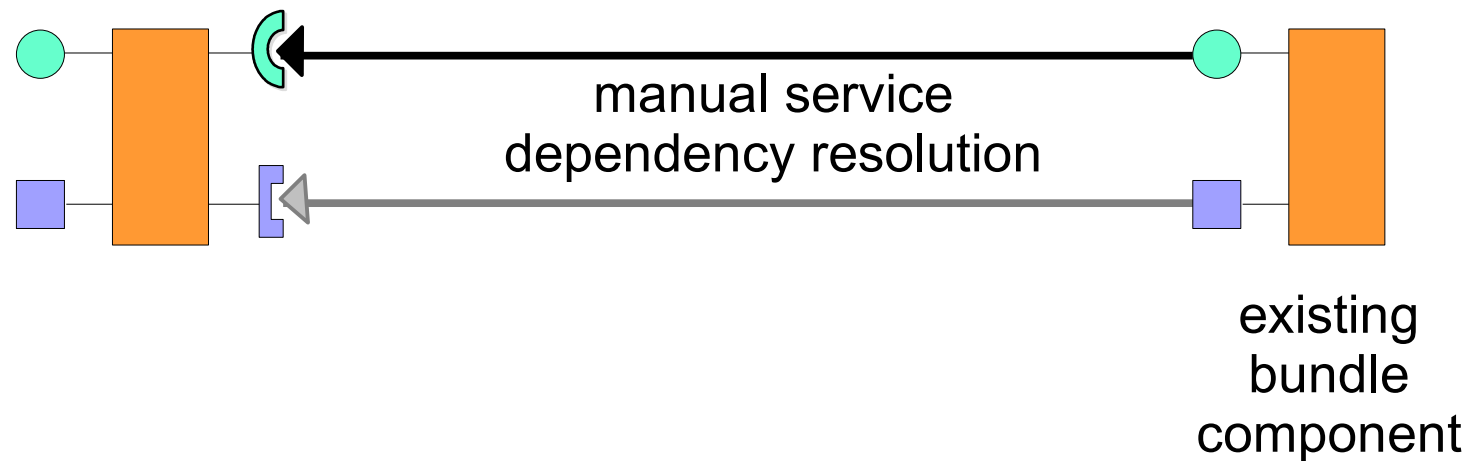 manual service
dependency resolution
existing
bundle
component